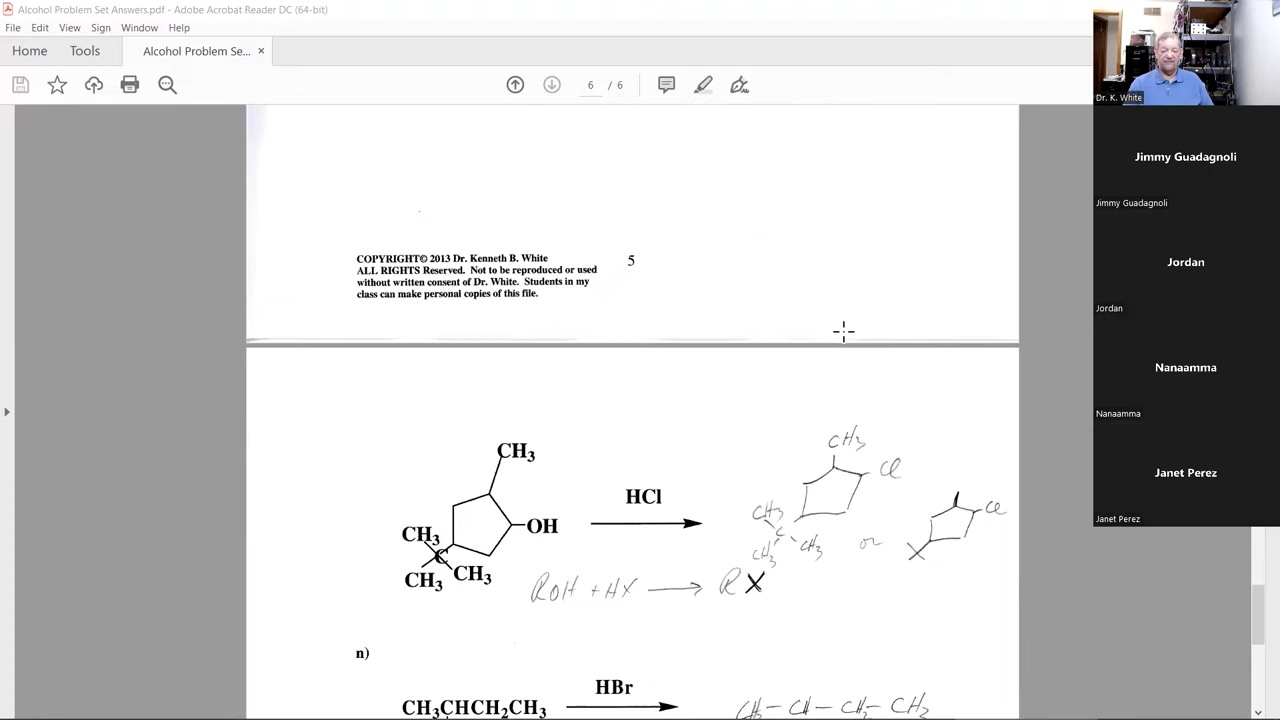 Alcohol Problem Set Answers.pdf - Adobe Acrobat Reader DC (64-bit)
File Edit View Sign Window Help
Home Tools Alcohol Problem Se... ×
6 / 6
COPYRIGHT© 2013 Dr. Kenneth B. White
ALL RIGHTS Reserved. Not to be reproduced or used
without written consent of Dr. White. Students in my
class can make personal copies of this file.
5
CH3
OH
CH3
C
CH3
CH3
HCl
CH3
Cl
CH3
C
CH3
CH3
or
Cl
ROH + HX → RX
n)
CH3CHCH2CH3
HBr
CH3 - CH - CH2 - CH3
Dr. K. White
Jimmy Guadagnoli
Jimmy Guadagnoli
Jordan
Jordan
Nanaamma
Nanaamma
Janet Perez
Janet Perez